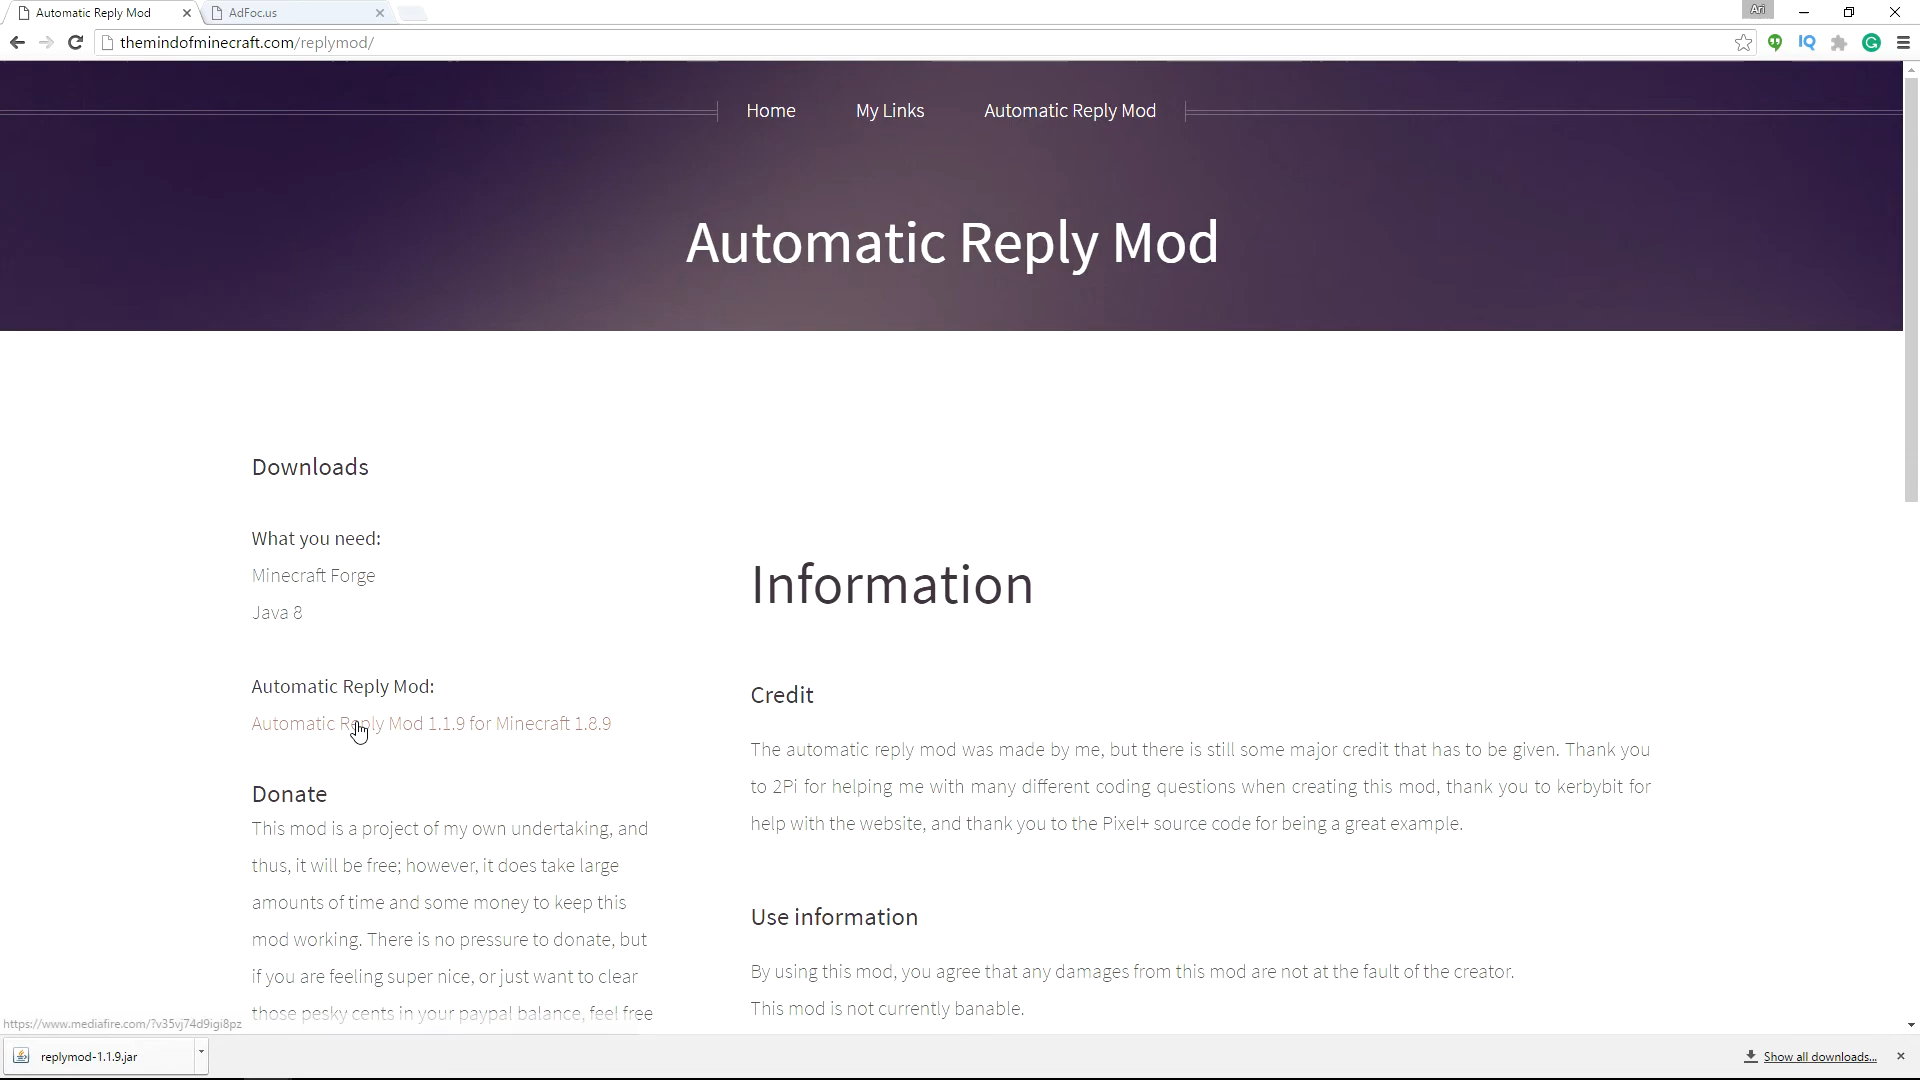 Automatic Reply Mod
AdFoc.us
Ari
themindofminecraft.com/replymod/
IQ
G
Home
My Links
Automatic Reply Mod
Automatic Reply Mod
Downloads
What you need:
Minecraft Forge
Java 8
Automatic Reply Mod:
Automatic Reply Mod 1.1.9 for Minecraft 1.8.9
Donate
This mod is a project of my own undertaking, and
thus, it will be free; however, it does take large
amounts of time and some money to keep this
mod working. There is no pressure to donate, but
if you are feeling super nice, or just want to clear
those pesky cents in your paypal balance, feel free
Information
Credit
The automatic reply mod was made by me, but there is still some major credit that has to be given. Thank you
to 2Pi for helping me with many different coding questions when creating this mod, thank you to kerbybit for
help with the website, and thank you to the Pixel+ source code for being a great example.
Use information
By using this mod, you agree that any damages from this mod are not at the fault of the creator.
This mod is not currently banable.
https://www.mediafire.com/?v35vj74d9igi8pz
replymod-1.1.9.jar
Show all downloads...